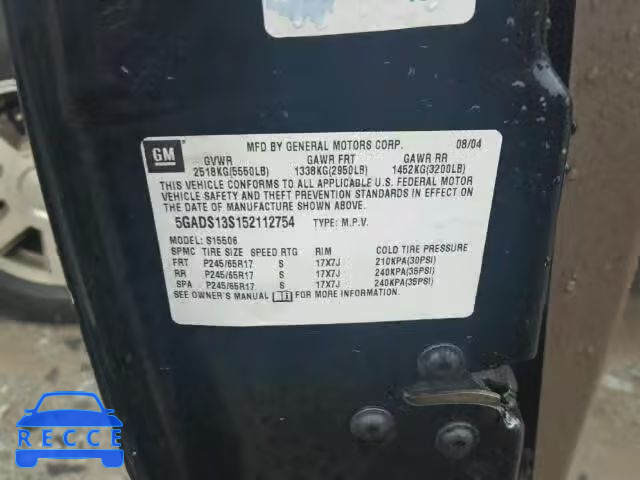 GM
MFD BY GENERAL MOTORS CORP. 08/04
GVWR GAWR FRT GAWR RR
2518KG(5550LB) 1338KG(2950LB) 1452KG(3200LB)
THIS VEHICLE CONFORMS TO ALL APPLICABLE U.S. FEDERAL MOTOR
VEHICLE SAFETY AND THEFT PREVENTION STANDARDS IN EFFECT ON
THE DATE OF MANUFACTURE SHOWN ABOVE.
5GADS13S152112754 TYPE: M.P.V.
MODEL: S15506
SPMC TIRE SIZE SPEED RTG RIM COLD TIRE PRESSURE
FRT P245/65R17 S 17X7J 210KPA(30PSI)
RR P245/65R17 S 17X7J 240KPA(35PSI)
SPA P245/65R17 S 17X7J 240KPA(35PSI)
SEE OWNER'S MANUAL FOR MORE INFORMATION.
RECCE